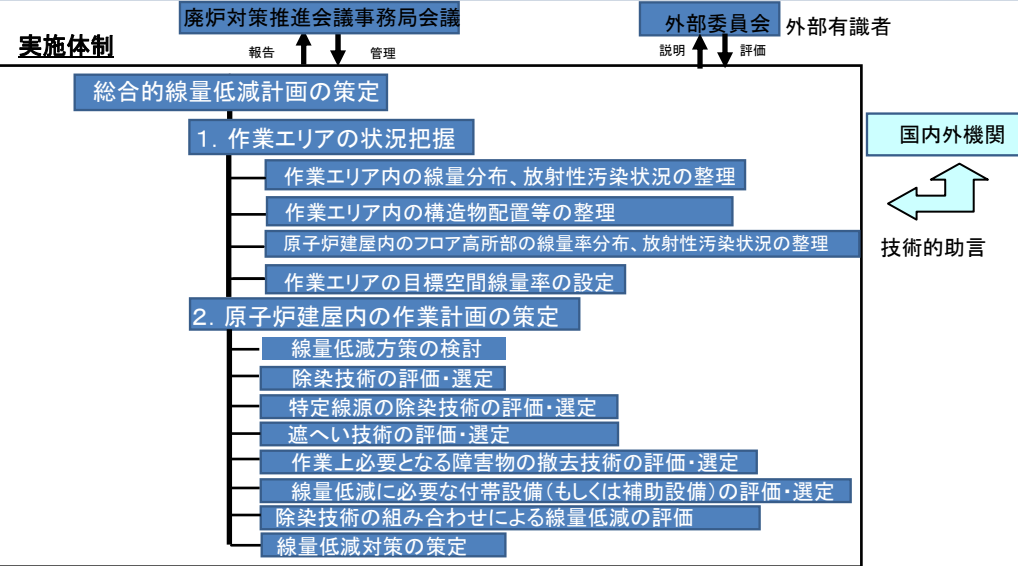 廃炉対策推進会議事務局会議
外部委員会
外部有識者
実施体制
報告
管理
説明
評価
総合的線量低減計画の策定
1．作業エリアの状況把握
国内外機関
作業エリア内の線量分布、放射性汚染状況の整理
作業エリア内の構造物配置等の整理
原子炉建屋内のフロア高所部の線量率分布、放射性汚染状況の整理
技術的助言
作業エリアの目標空間線量率の設定
2．原子炉建屋内の作業計画の策定
線量低減方策の検討
除染技術の評価・選定
特定線源の除染技術の評価・選定
遮へい技術の評価・選定
作業上必要となる障害物の撤去技術の評価・選定
線量低減に必要な付帯設備（もしくは補助設備）の評価・選定
除染技術の組み合わせによる線量低減の評価
線量低減対策の策定